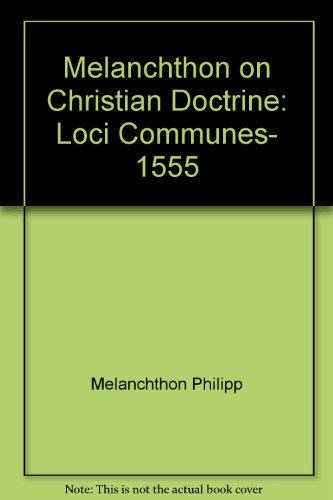 Melanchthon on
Christian Doctrine:
Loci Communes-
1555
Melanchthon Philipp
Note: This is not the actual book cover